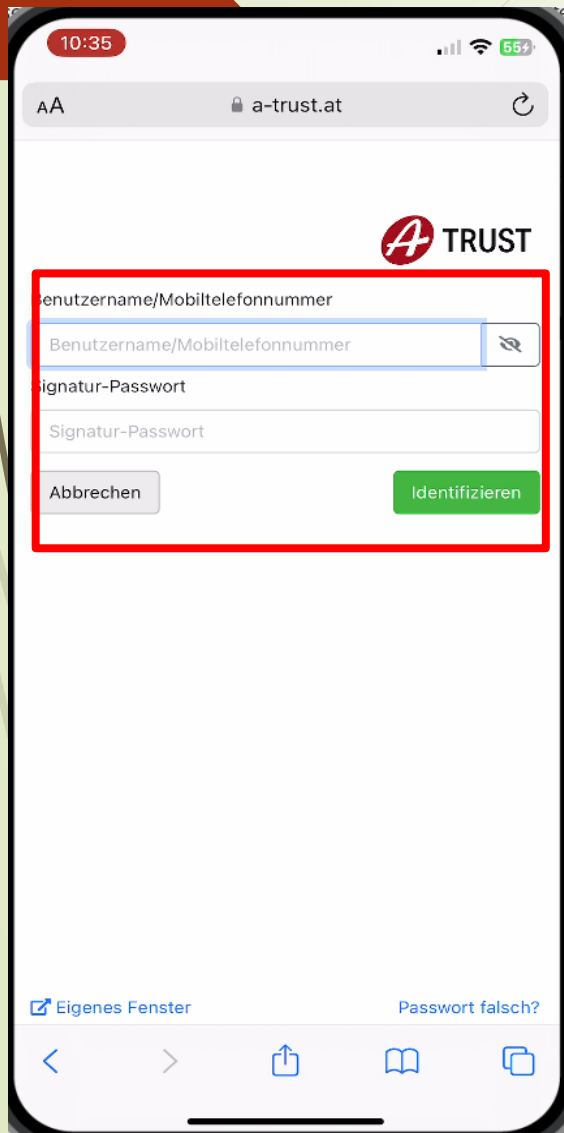 10:35
55
AA
a-trust.at
A TRUST
Benutzername/Mobiltelefonnummer
Benutzername/Mobiltelefonnummer
Signatur-Passwort
Signatur-Passwort
Abbrechen
Identifizieren
Eigenes Fenster
Passwort falsch?